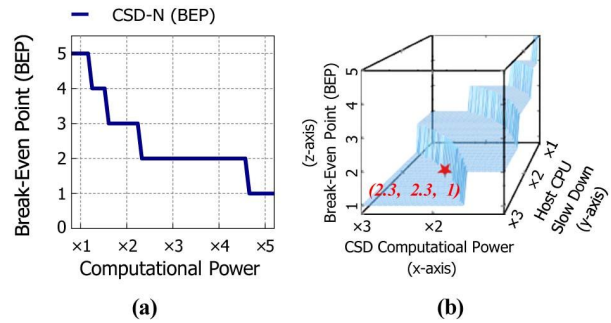 CSD-N (BEP)
Break-Even Point (BEP)
5
4
3
2
1
0
×1 ×2 ×3 ×4 ×5
Computational Power
(a)
Break-Even Point (BEP)
(z-axis)
5
4
3
2
1
(2.3, 2.3, 1)
×3 ×2
CSD Computatioal Power
(x-axis)
×1
×2
×3
Host CPU
Slow Down
(y-axis)
(b)